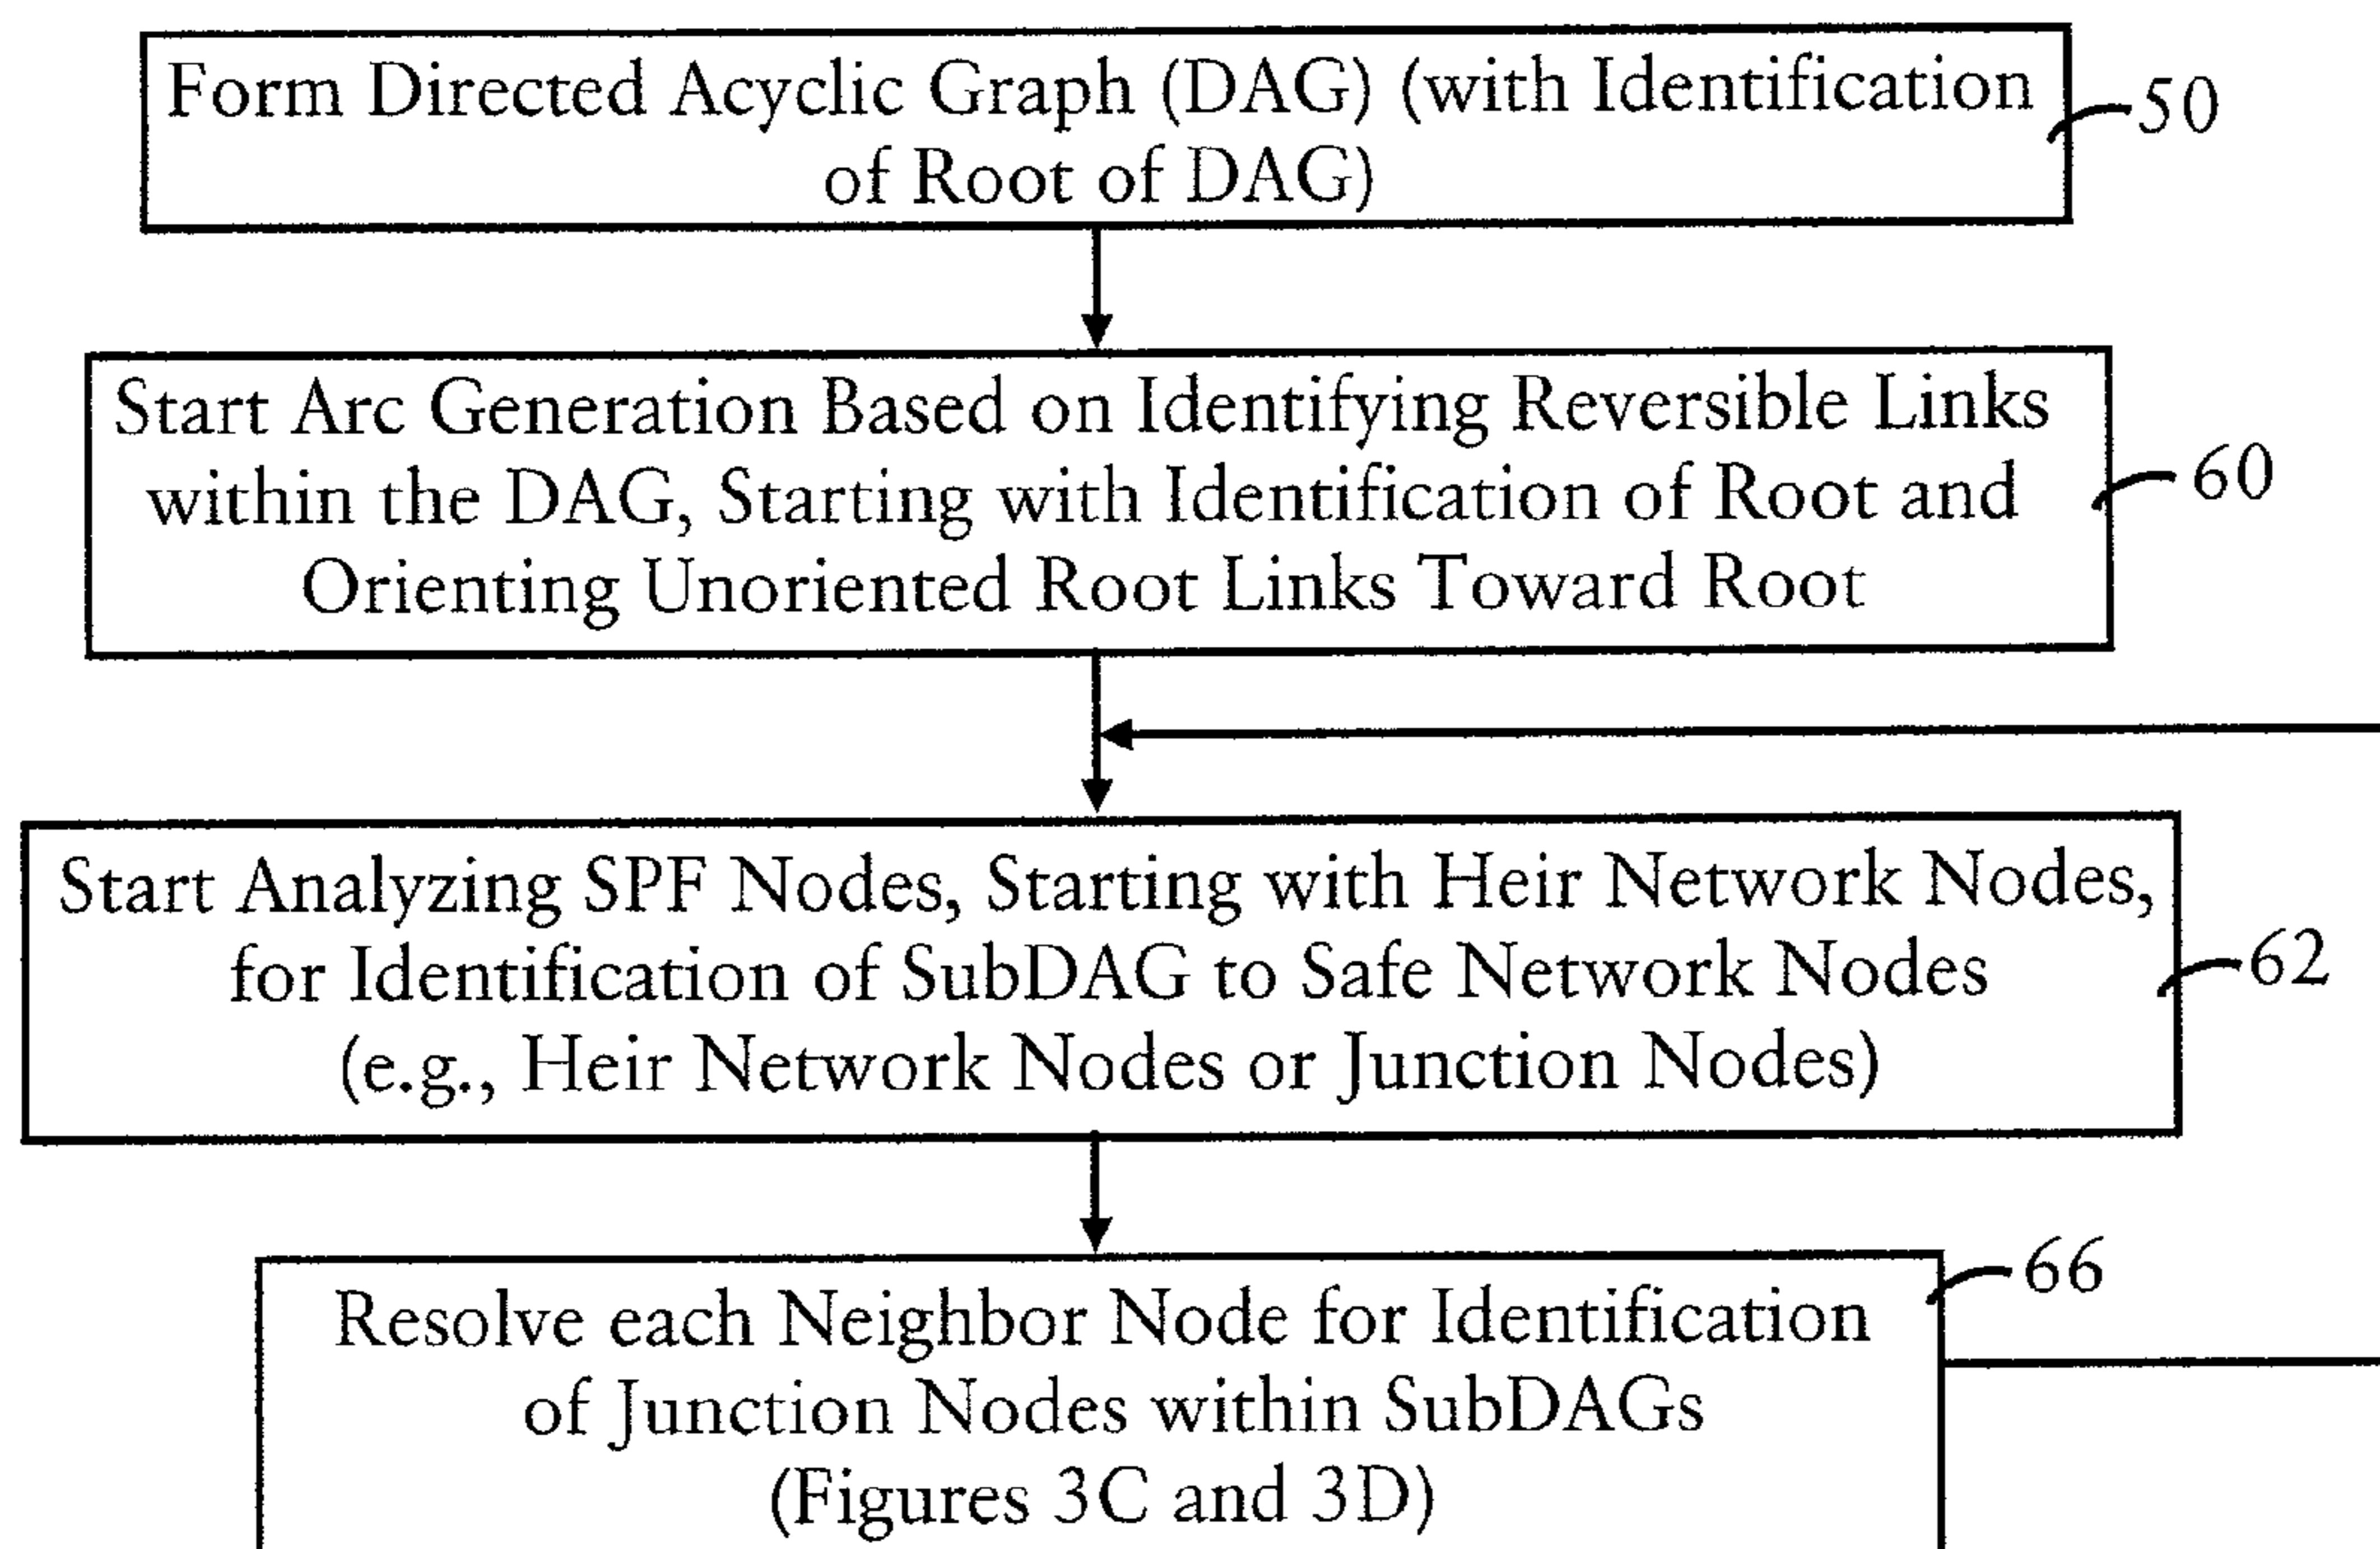 Form Directed Acyclic Graph (DAG) (with Identification
of Root of DAG)
50
Start Arc Generation Based on Identifying Reversible Links
within the DAG, Starting with Identification of Root and
Orienting Unoriented Root Links Toward Root
60
Start Analyzing SPF Nodes, Starting with Heir Network Nodes,
for Identification of SubDAG to Safe Network Nodes
(e.g., Heir Network Nodes or Junction Nodes)
62
66
Resolve each Neighbor Node for Identification
of Junction Nodes within SubDAGs
(Figures 3C and 3D)